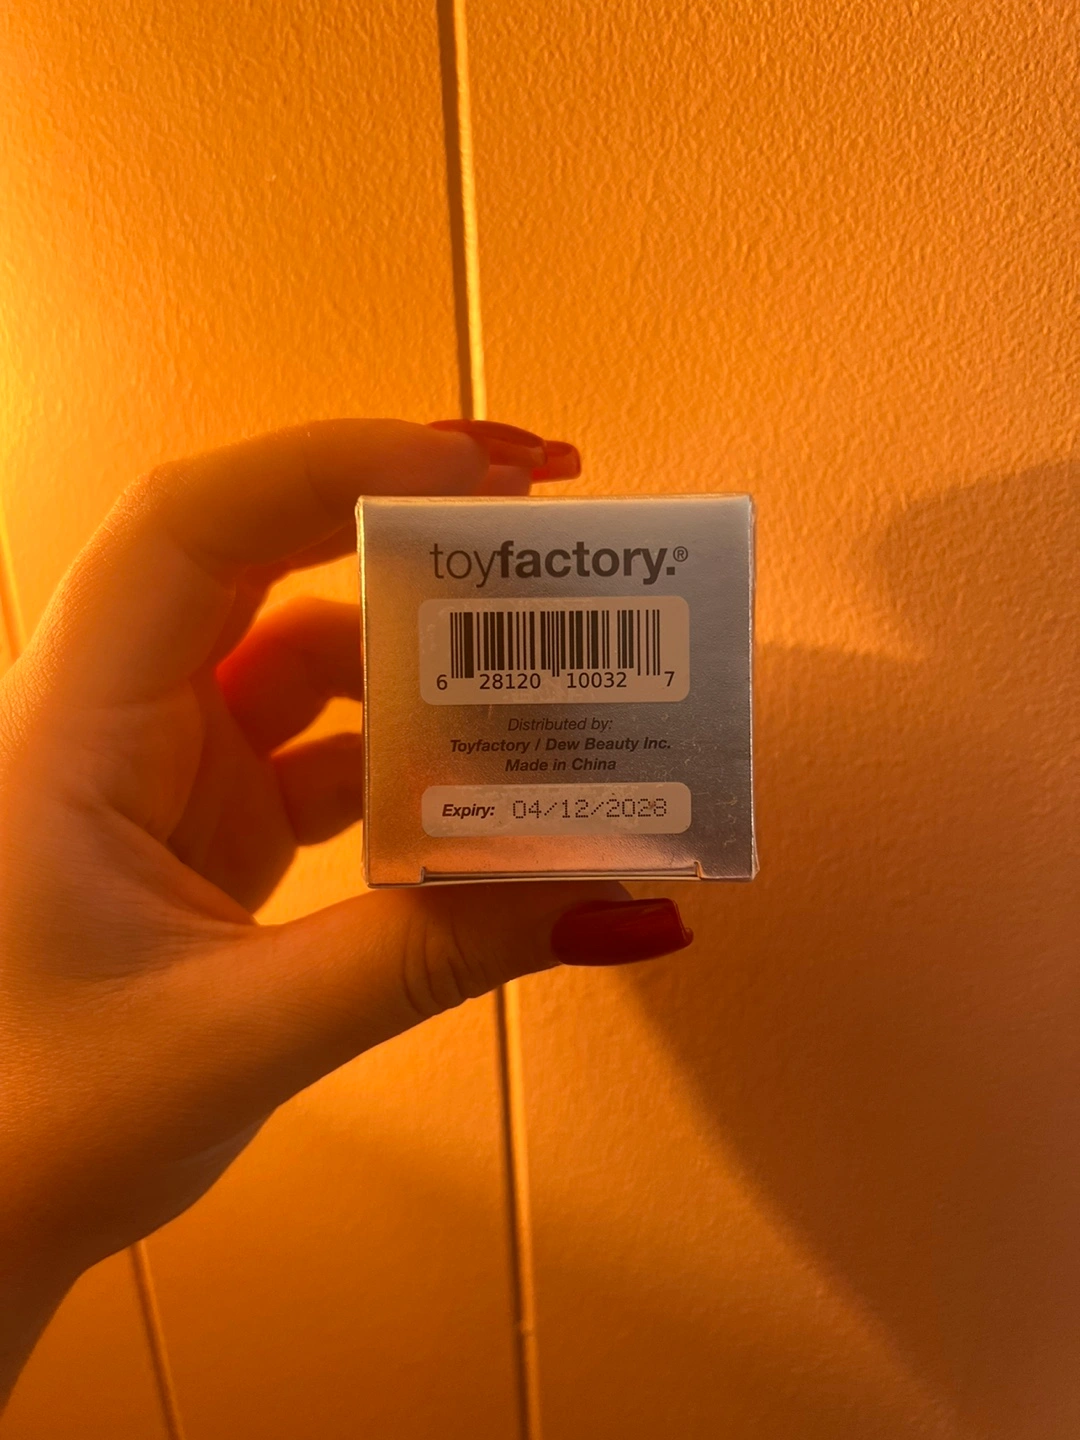 toyfactory.®
6 28120 10032 7
Distributed by:
Toyfactory / Dew Beauty Inc.
Made in China
Expiry: 04/12/2028